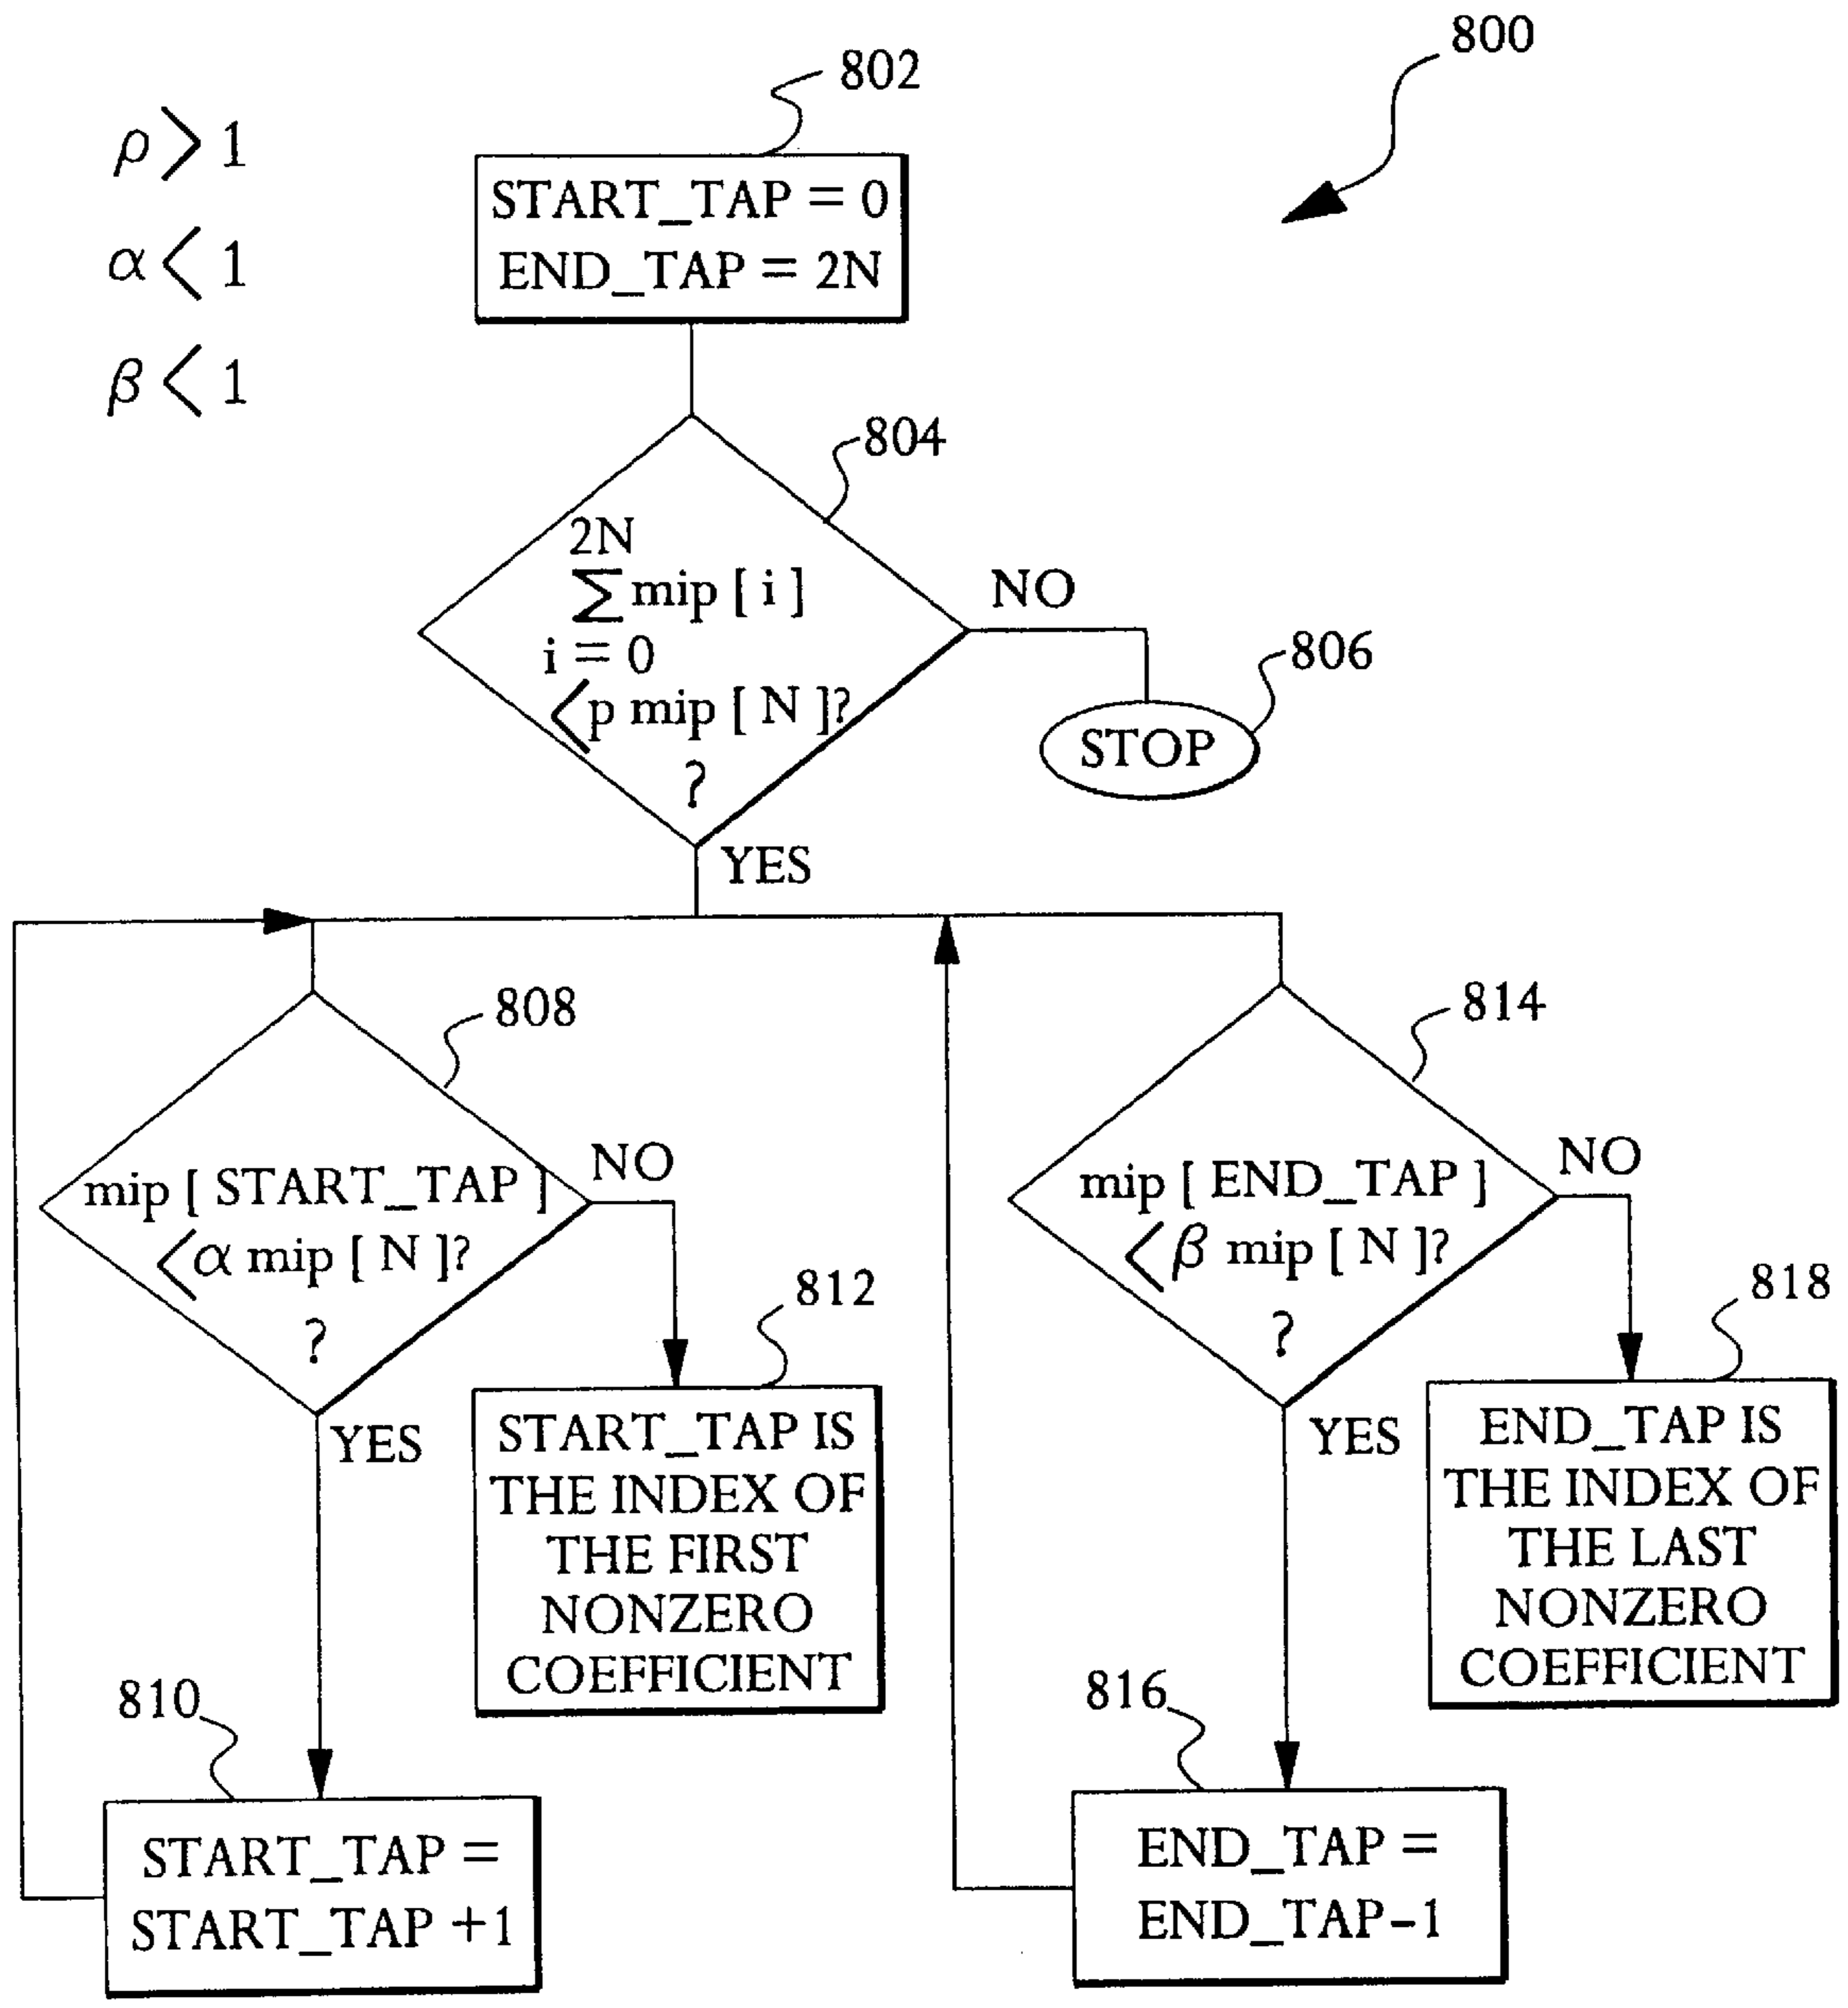 800
802
ρ > 1
α < 1
β < 1
START_TAP = 0
END_TAP = 2N
804
2N
∑ mip [ i ]
i = 0
< p mip [ N ]?
?
NO
806
STOP
YES
808
mip [ START_TAP ]
< α mip [ N ]?
?
NO
YES
812
START_TAP IS
THE INDEX OF
THE FIRST
NONZERO
COEFFICIENT
810
START_TAP =
START_TAP +1
814
mip [ END_TAP ]
< β mip [ N ]?
?
NO
YES
818
END_TAP IS
THE INDEX OF
THE LAST
NONZERO
COEFFICIENT
816
END_TAP =
END_TAP-1